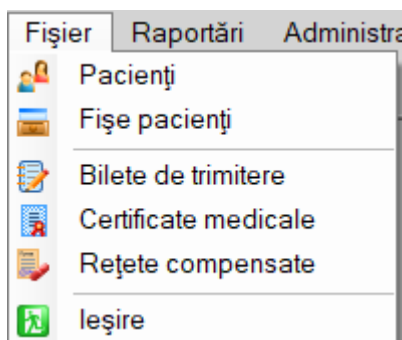 Fişier Raportări Administra
Pacienţi
Fişe pacienţi
Bilete de trimitere
Certificate medicale
Reţete compensate
Ieşire